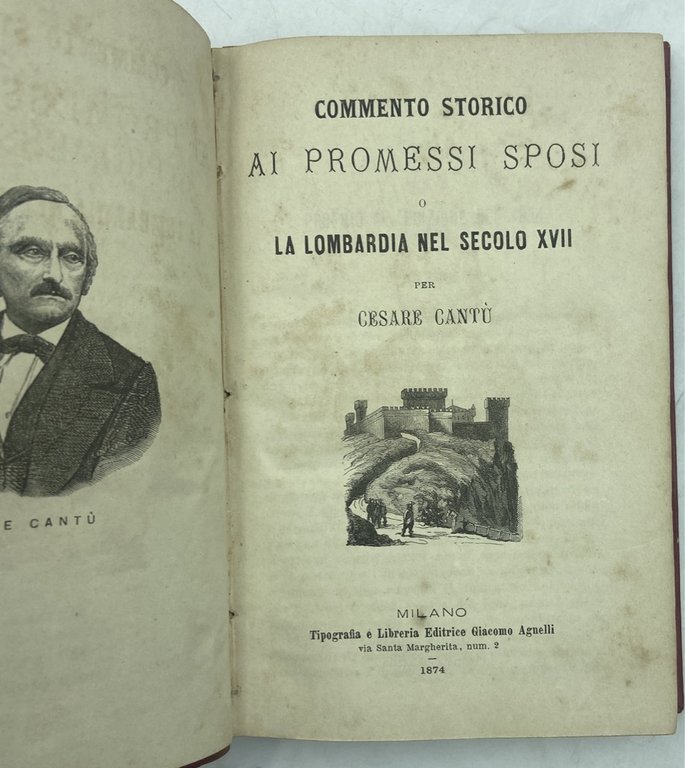 E CANTÙ
COMMENTO STORICO
AI PROMESSI SPOSI
O
LA LOMBARDIA NEL SECOLO XVII
PER
CESARE CANTÙ
MILANO
Tipografia e Libreria Editrice Giacomo Agnelli
via Santa Margherita, num. 2
1874